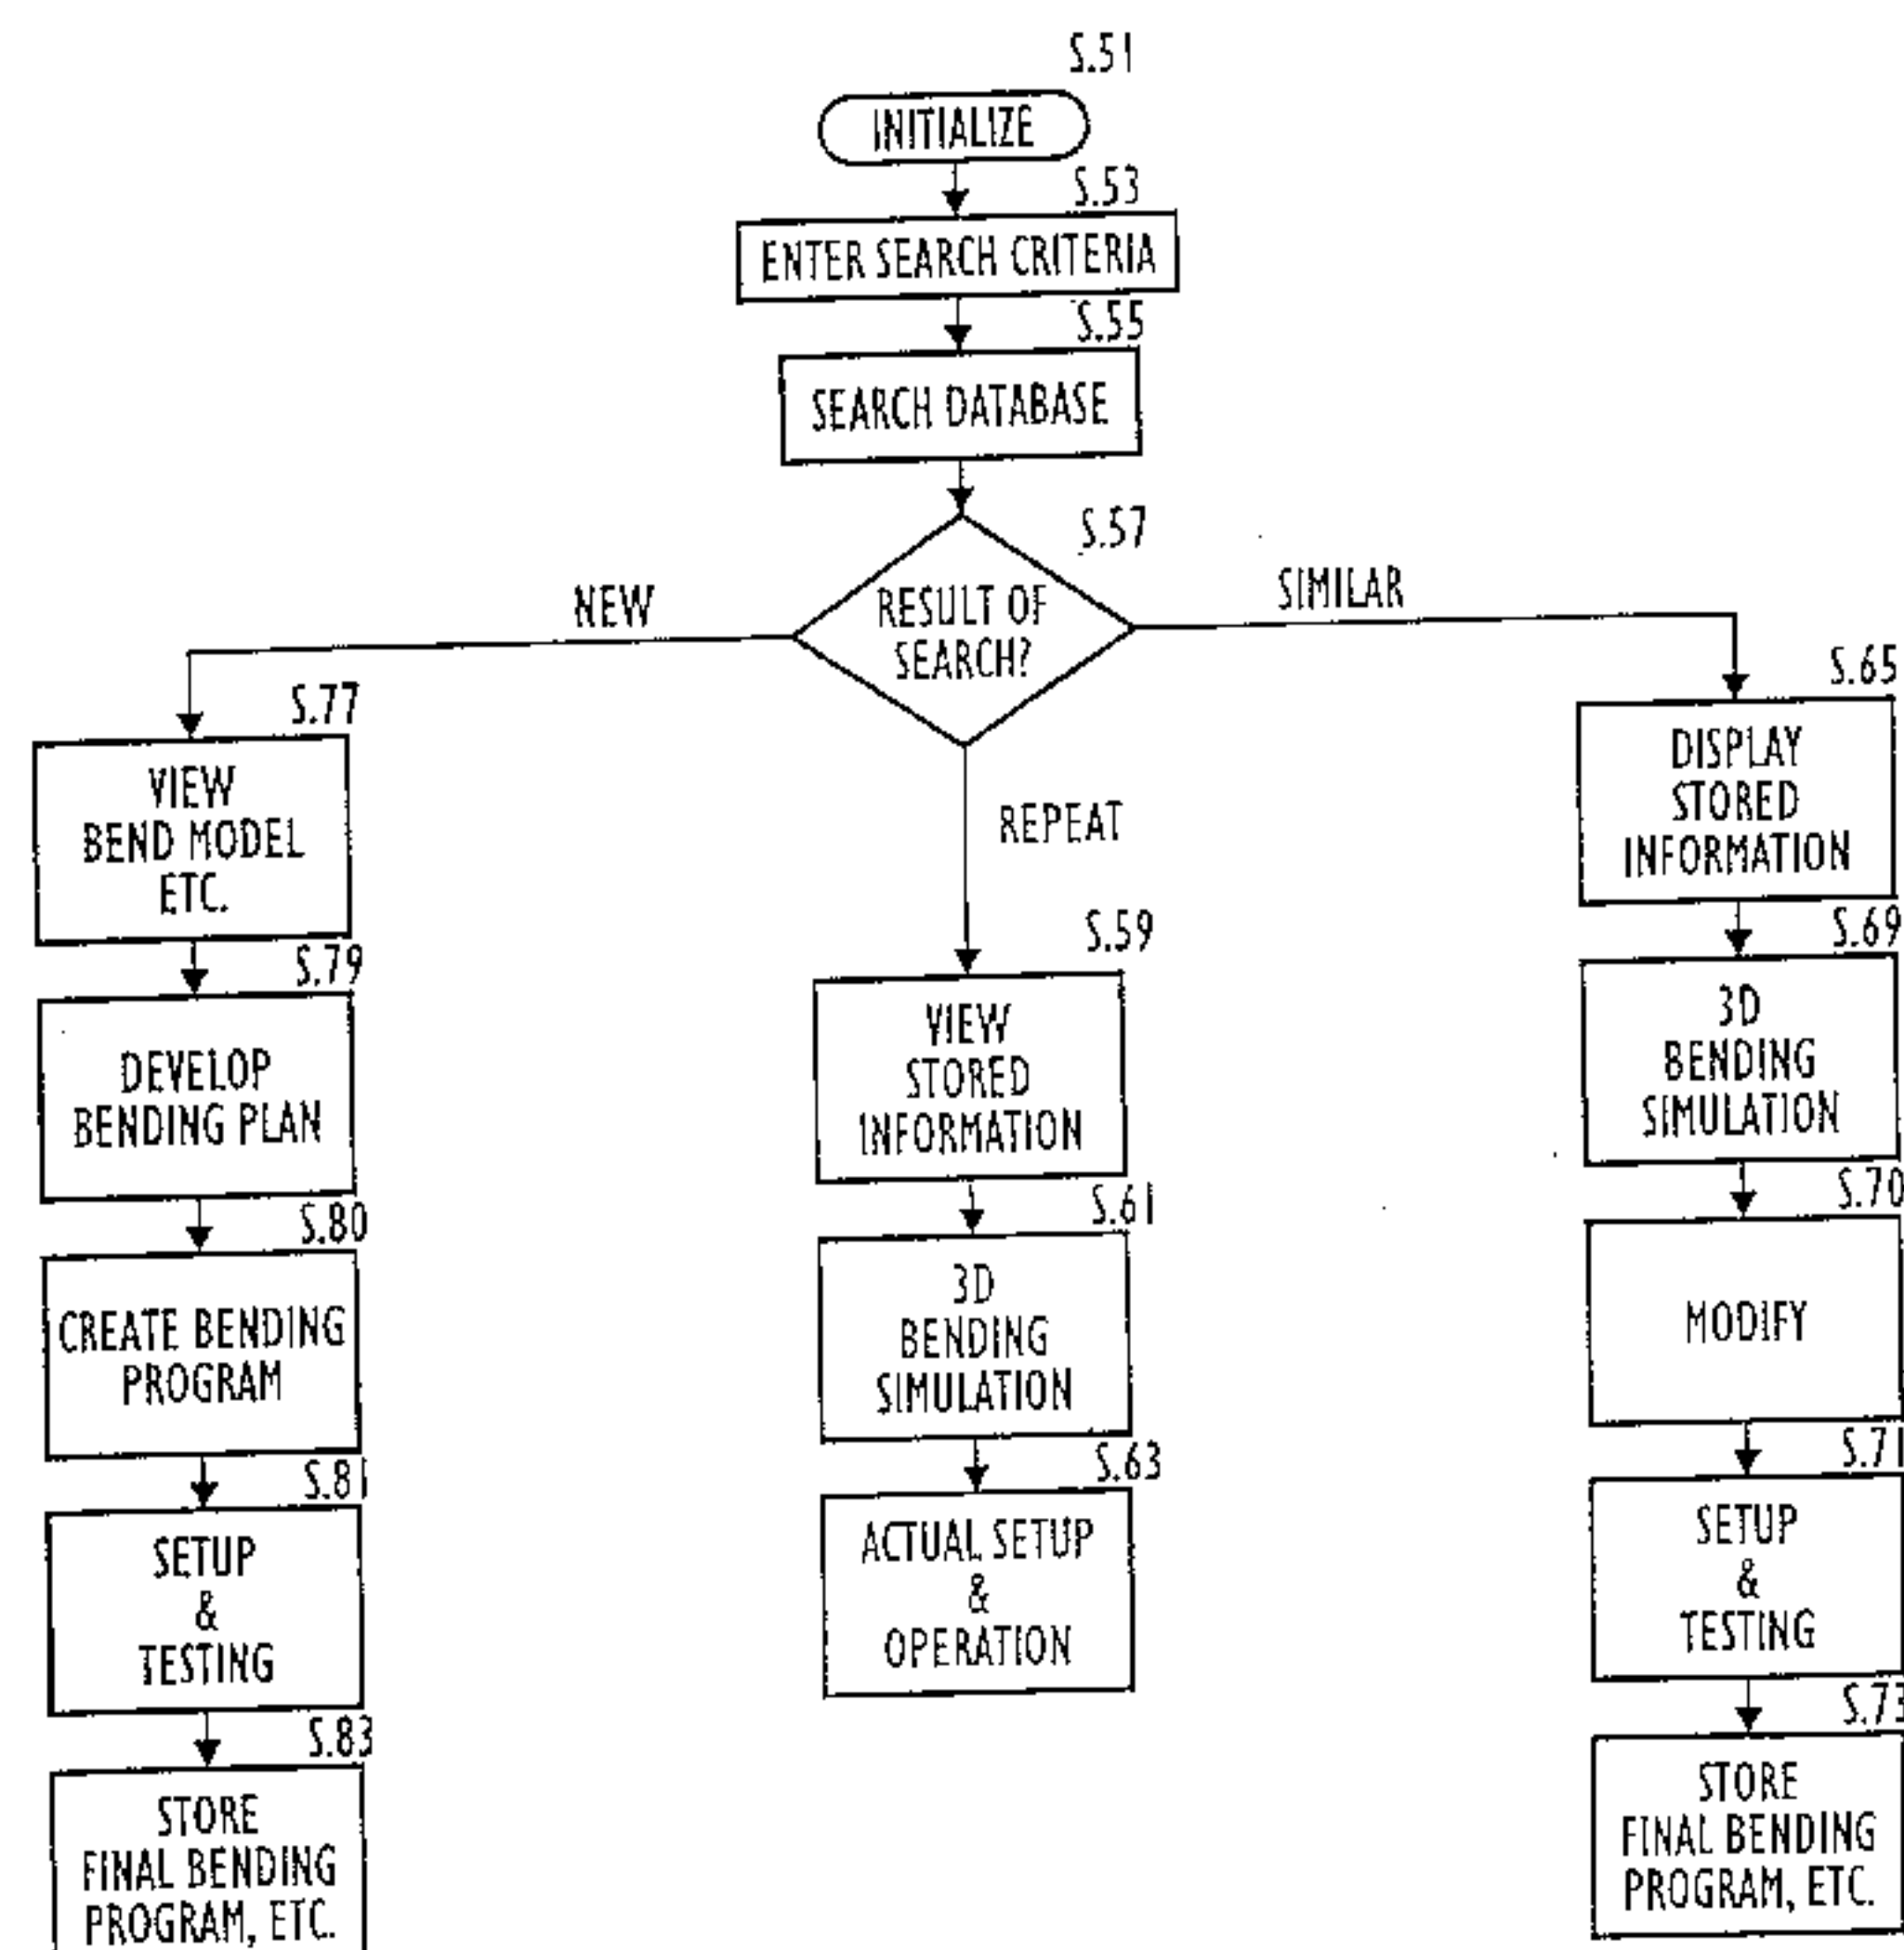 S.51
INITIALIZE
S.53
ENTER SEARCH CRITERIA
S.55
SEARCH DATABASE
S.57
RESULT OF
SEARCH?
NEW
SIMILAR
REPEAT
S.77
VIEW
BEND MODEL
ETC.
S.79
DEVELOP
BENDING PLAN
S.80
CREATE BENDING
PROGRAM
S.81
SETUP
&
TESTING
S.83
STORE
FINAL BENDING
PROGRAM, ETC.
S.59
VIEW
STORED
INFORMATION
S.61
3D
BENDING
SIMULATION
S.63
ACTUAL SETUP
&
OPERATION
S.65
DISPLAY
STORED
INFORMATION
S.69
3D
BENDING
SIMULATION
S.70
MODIFY
S.71
SETUP
&
TESTING
S.73
STORE
FINAL BENDING
PROGRAM, ETC.